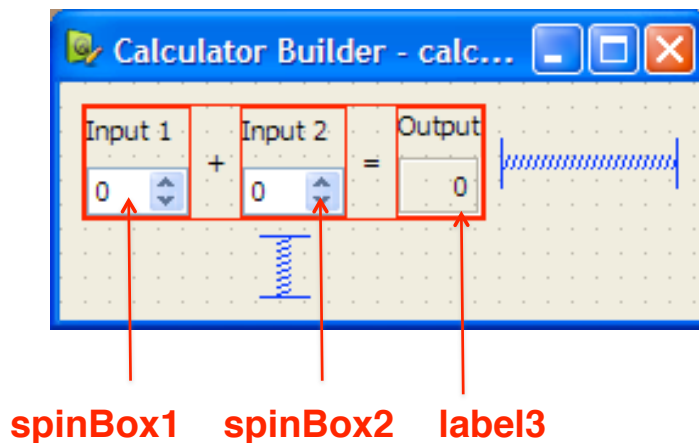 Calculator Builder - calc...
Input 1 Input 2 Output
+ =
0 0 0
spinBox1 spinBox2 label3